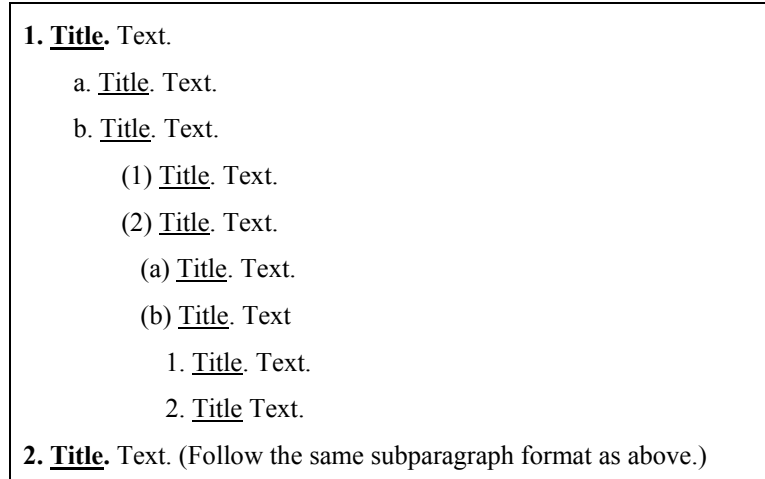 1. Title. Text.
a. Title. Text.
b. Title. Text.
(1) Title. Text.
(2) Title. Text.
(a) Title. Text.
(b) Title. Text
1. Title. Text.
2. Title Text.
2. Title. Text. (Follow the same subparagraph format as above.)